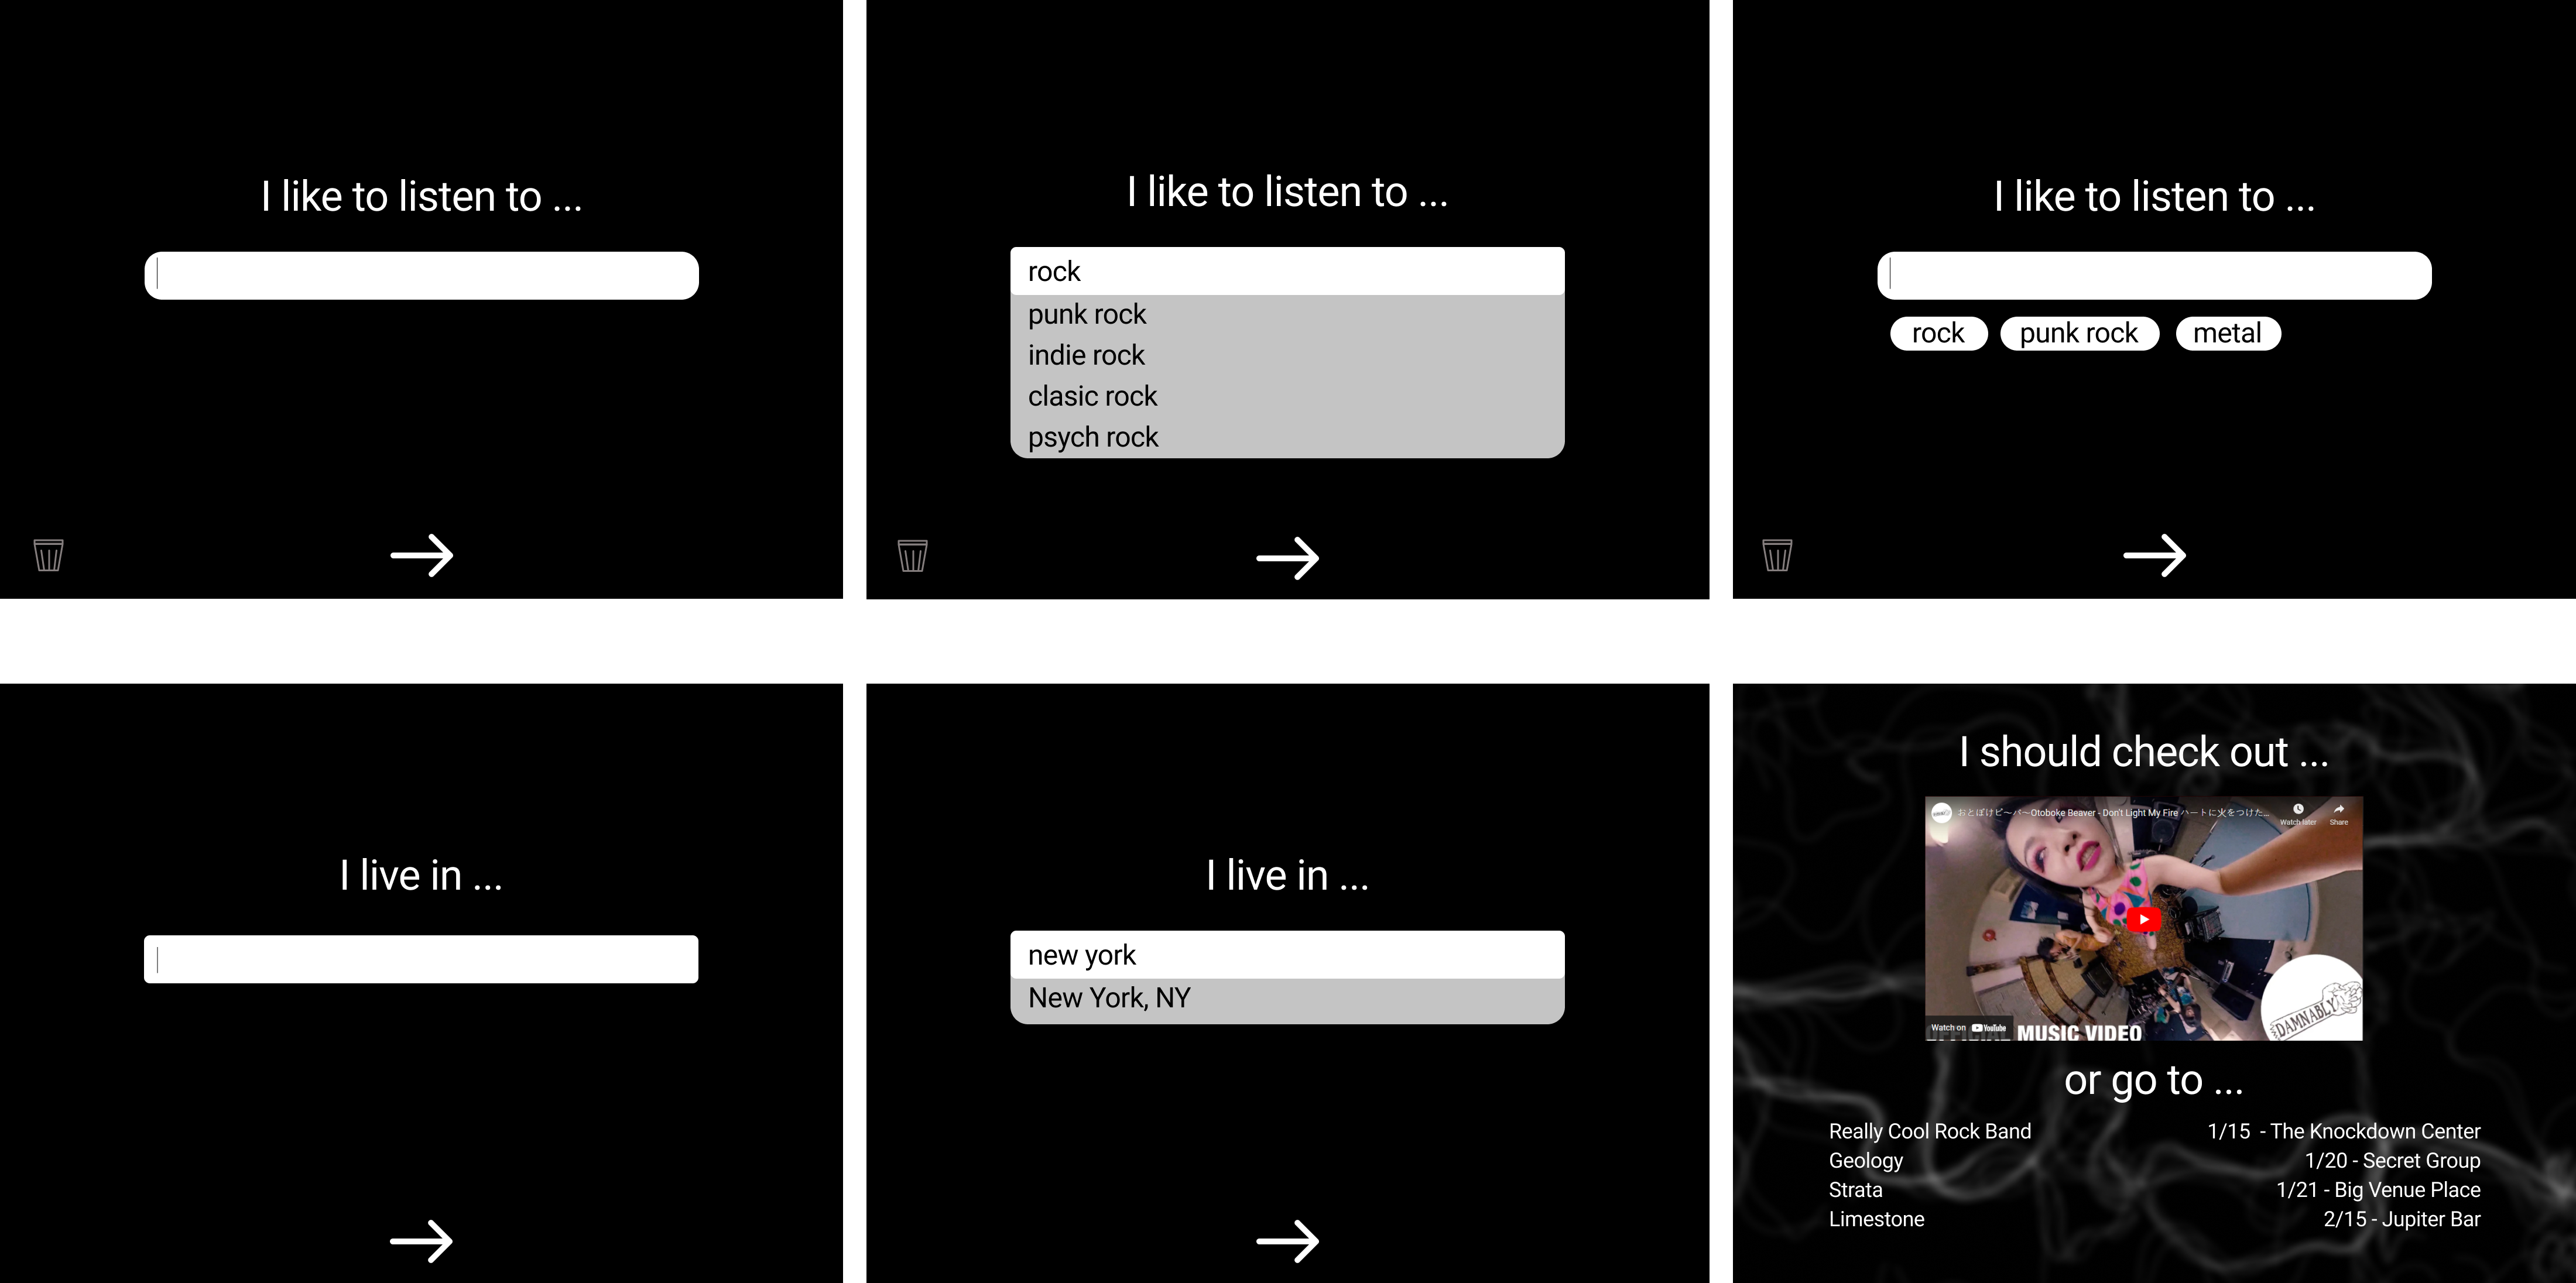 I like to listen to ...
I like to listen to ...
rock
punk rock
indie rock
clasic rock
psych rock
I like to listen to ...
rock punk rock metal
I live in ...
I live in ...
new york
New York, NY
I should check out ...
おとぼけビ〜バ〜Otoboke Beaver - Don't Light My Fire ハートに火をつけた...
Watch later
Share
DAMNABLY
Watch on YouTube
OFFICIAL MUSIC VIDEO
or go to ...
Really Cool Rock Band 1/15 - The Knockdown Center
Geology 1/20 - Secret Group
Strata 1/21 - Big Venue Place
Limestone 2/15 - Jupiter Bar